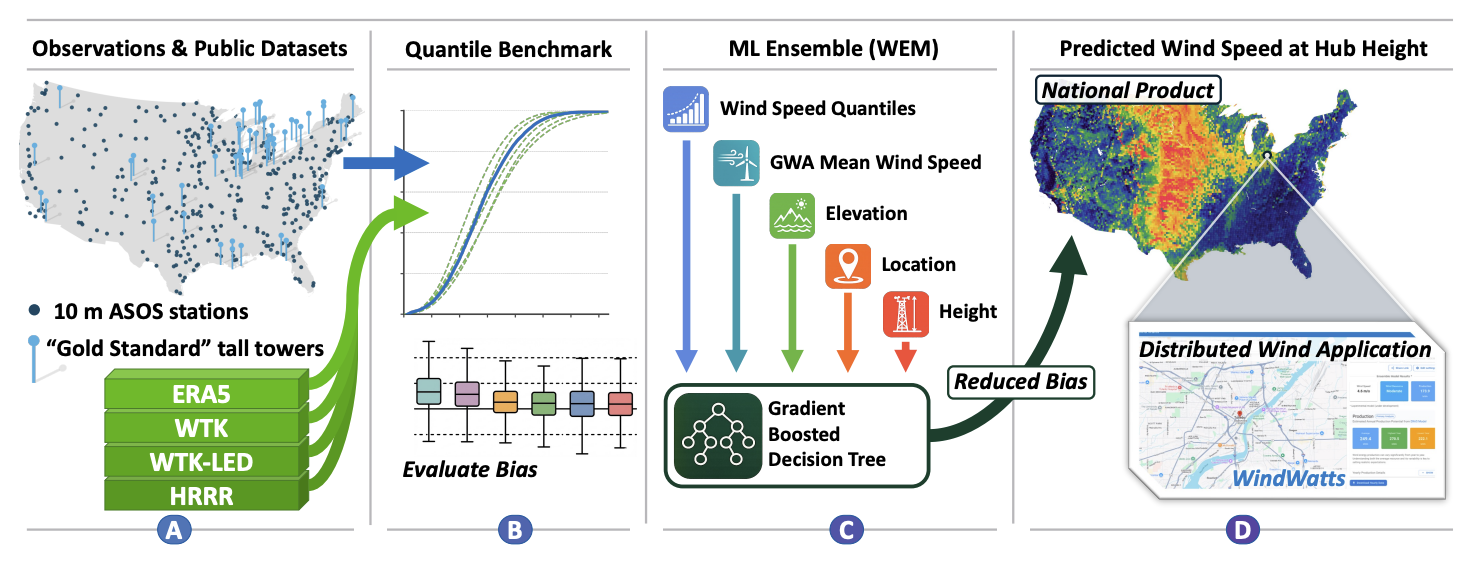 Observations & Public Datasets
10 m ASOS stations
“Gold Standard” tall towers
ERA5
WTK
WTK-LED
HRRR
A
Quantile Benchmark
Evaluate Bias
B
ML Ensemble (WEM)
Wind Speed Quantiles
GWA Mean Wind Speed
Elevation
Location
Height
Gradient
Boosted
Decision Tree
C
Reduced Bias
Predicted Wind Speed at Hub Height
National Product
Distributed Wind Application
Production
WindWatts
D